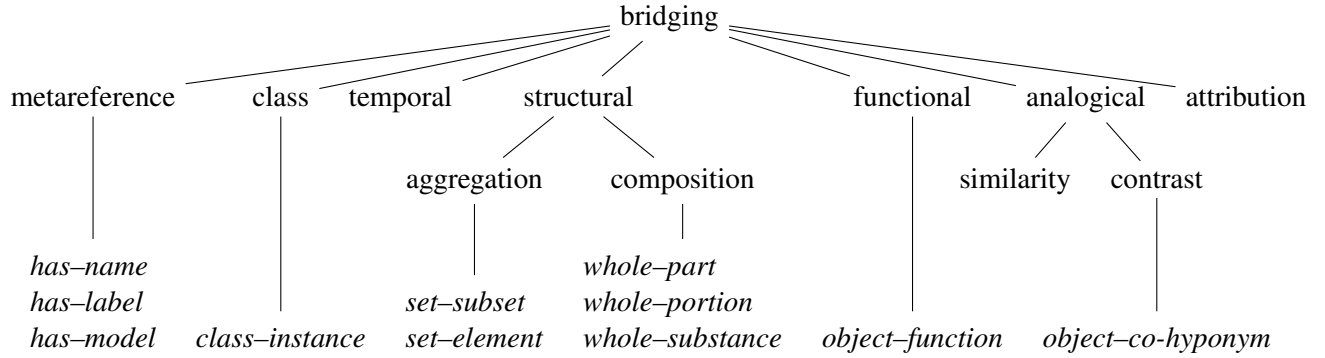 bridging
metareference class temporal structural functional analogical attribution
aggregation composition similarity contrast
has–name whole–part
has–label set–subset whole–portion
has–model class–instance set–element whole–substance object–function object–co-hyponym